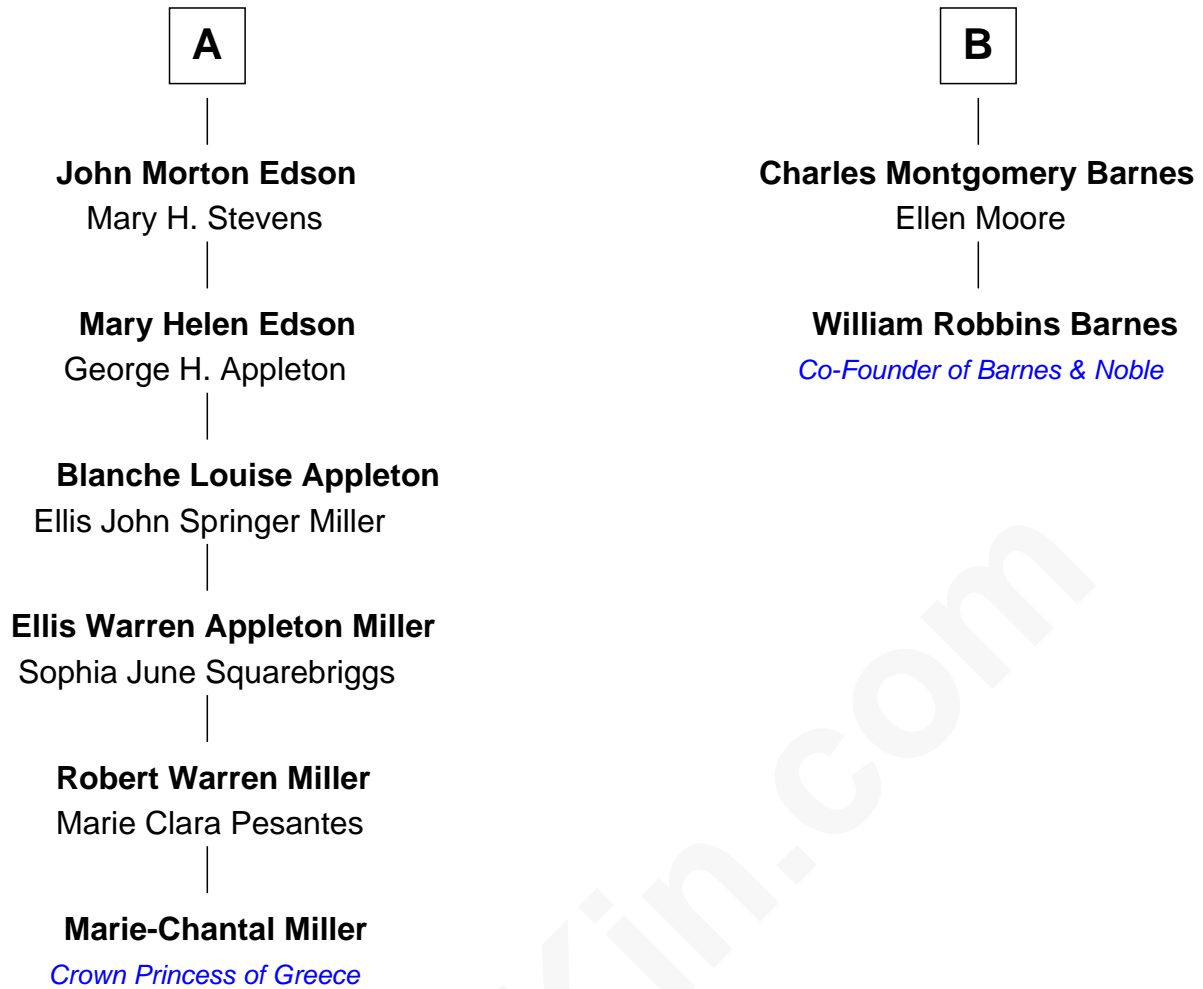 A
John Morton Edson
Mary H. Stevens
Mary Helen Edson
George H. Appleton
Blanche Louise Appleton
Ellis John Springer Miller
Ellis Warren Appleton Miller
Sophia June Squarebriggs
Robert Warren Miller
Marie Clara Pesantes
Marie-Chantal Miller
Crown Princess of Greece
B
Charles Montgomery Barnes
Ellen Moore
William Robbins Barnes
Co-Founder of Barnes & Noble
Kin.com